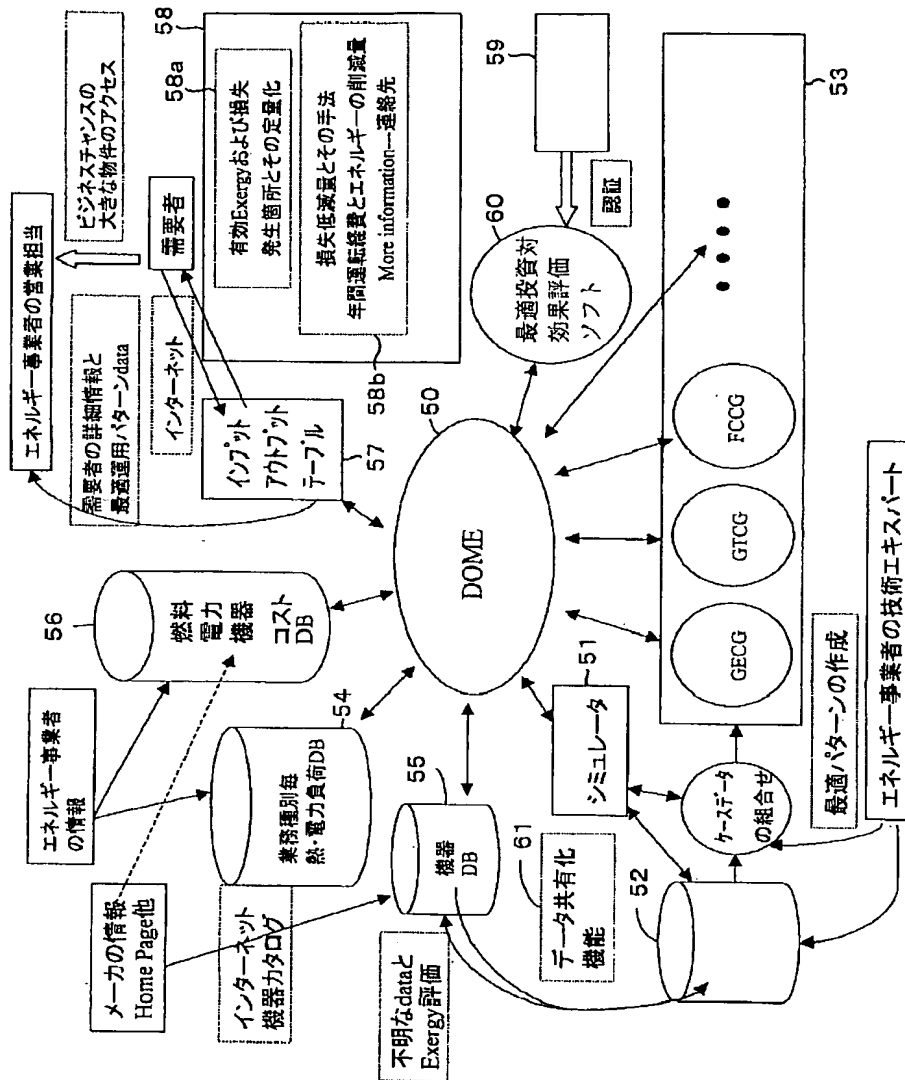 エネルギー事業者の営業担当
ビジネスチャンスの
大きな物件のアクセス
需要者の詳細情報と
最適運用パターンdata
インターネット
需要者
58
58a
有効Exergyおよび損失
発生箇所とその定量化
損失低減量とその手法
年間運転経費とエネルギーの削減量
More information―連絡先
58b
59
認証
60
最適投資対
効果評価
ソフト
インプット
アウトプット
テーブル
57
エネルギー事業者
の情報
56
燃料
電力
機器
コスト
DB
メーカの情報
Home Page他
業務種別毎
熱・電力負荷DB
54
インターネット
機器カタログ
50
DOME
55
機器
DB
不明なdataと
Exergy評価
61
データ共有化
機能
51
シミュレータ
52
ケースデータ
の組合せ
最適パターンの作成
エネルギー事業者の技術エキスパート
GECG
GTCG
FCCG
53